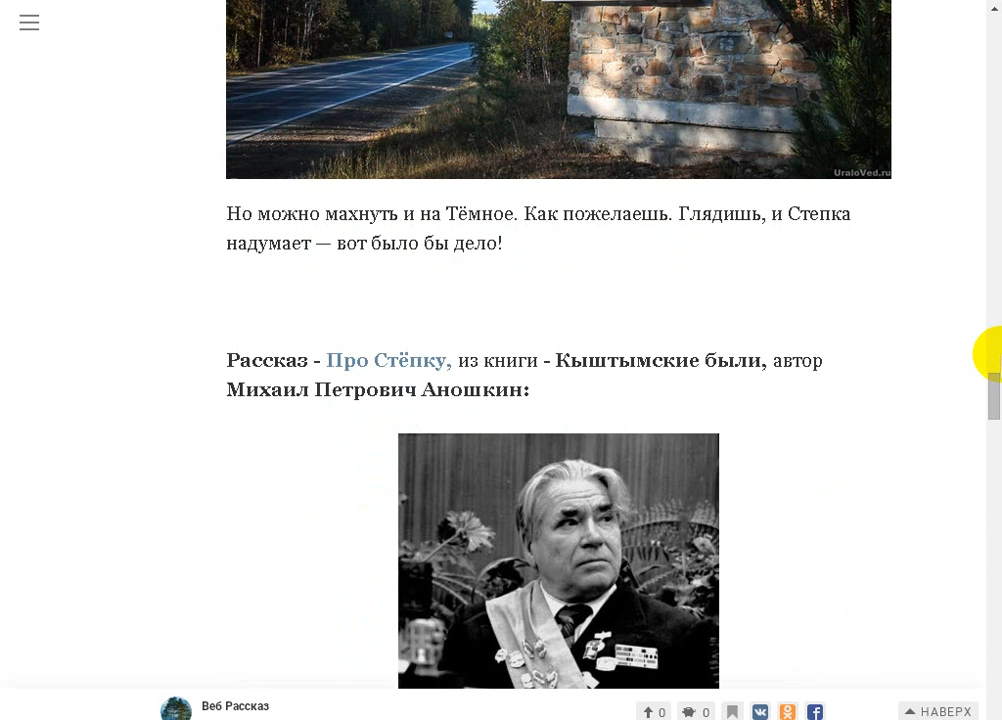 UraloVed.ru
Но можно махнуть и на Тёмное. Как пожелаешь. Глядишь, и Степка
надумает — вот было бы дело!
Рассказ - Про Стёпку, из книги - Кыштымские были, автор
Михаил Петрович Аношкин:
Веб Рассказ
0 0 НАВЕРХ